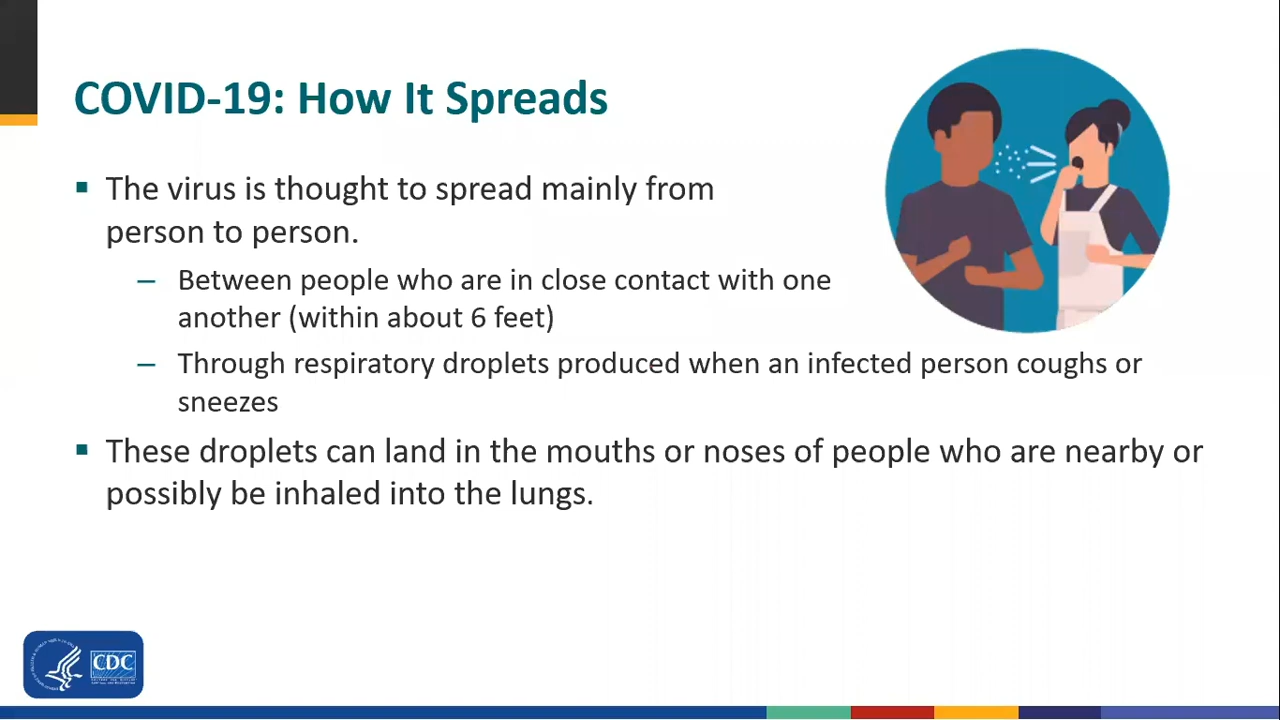 COVID-19: How It Spreads
▪ The virus is thought to spread mainly from
person to person.
– Between people who are in close contact with one
another (within about 6 feet)
– Through respiratory droplets produced when an infected person coughs or
sneezes
▪ These droplets can land in the mouths or noses of people who are nearby or
possibly be inhaled into the lungs.
CDC